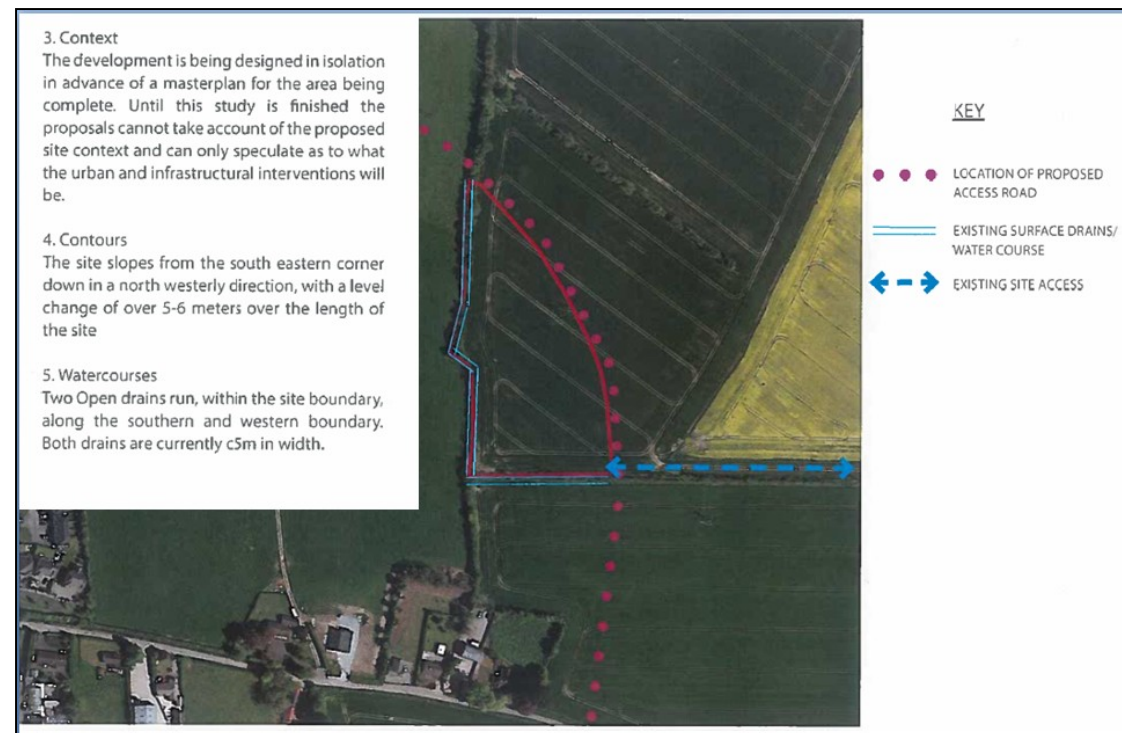 3. Context
The development is being designed in isolation
in advance of a masterplan for the area being
complete. Until this study is finished the
proposals cannot take account of the proposed
site context and can only speculate as to what
the urban and infrastructural interventions will
be.
4. Contours
The site slopes from the south eastern corner
down in a north westerly direction, with a level
change of over 5-6 meters over the length of
the site
5. Watercourses
Two Open drains run, within the site boundary,
along the southern and western boundary.
Both drains are currently c5m in width.
KEY
LOCATION OF PROPOSED
ACCESS ROAD
EXISTING SURFACE DRAINS/
WATER COURSE
EXISTING SITE ACCESS